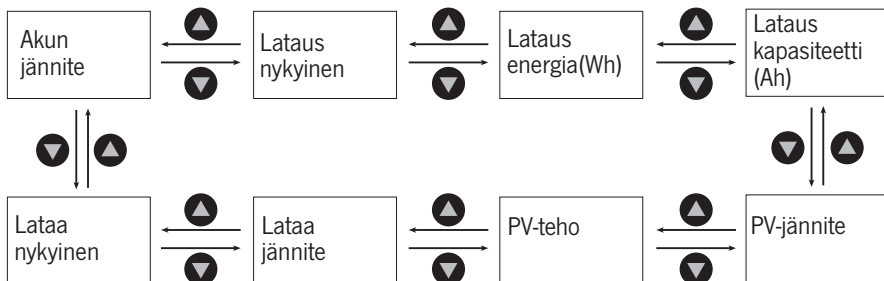 Akun
jännite
Lataus
nykyinen
Lataus
energia(Wh)
Lataus
kapasiteetti
(Ah)
Lataa
nykyinen
Lataa
jännite
PV-teho
PV-jännite